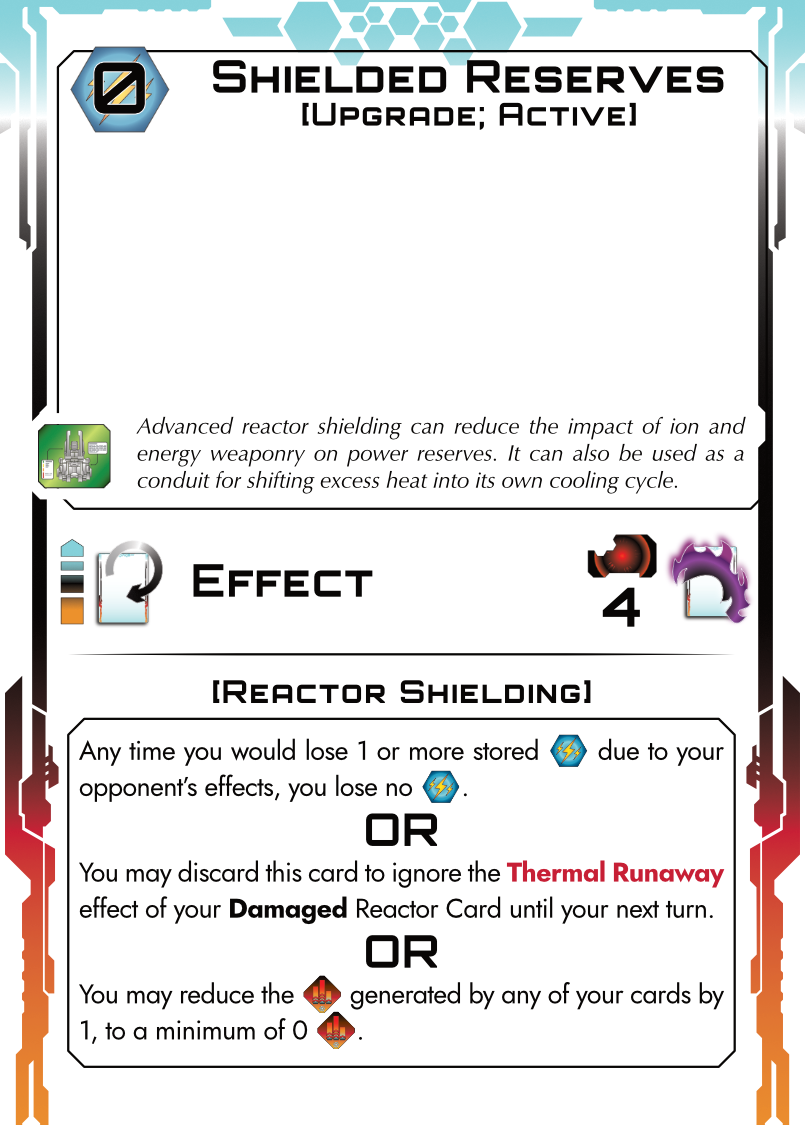 0
SHIELDED RESERVES
[UPGRADE; ACTIVE]
Advanced reactor shielding can reduce the impact of ion and
energy weaponry on power reserves. It can also be used as a
conduit for shifting excess heat into its own cooling cycle.
EFFECT
4
[REACTOR SHIELDING]
Any time you would lose 1 or more stored due to your
opponent's effects, you lose no .
OR
You may discard this card to ignore the Thermal Runaway
effect of your Damaged Reactor Card until your next turn.
OR
You may reduce the generated by any of your cards by
1, to a minimum of 0 .